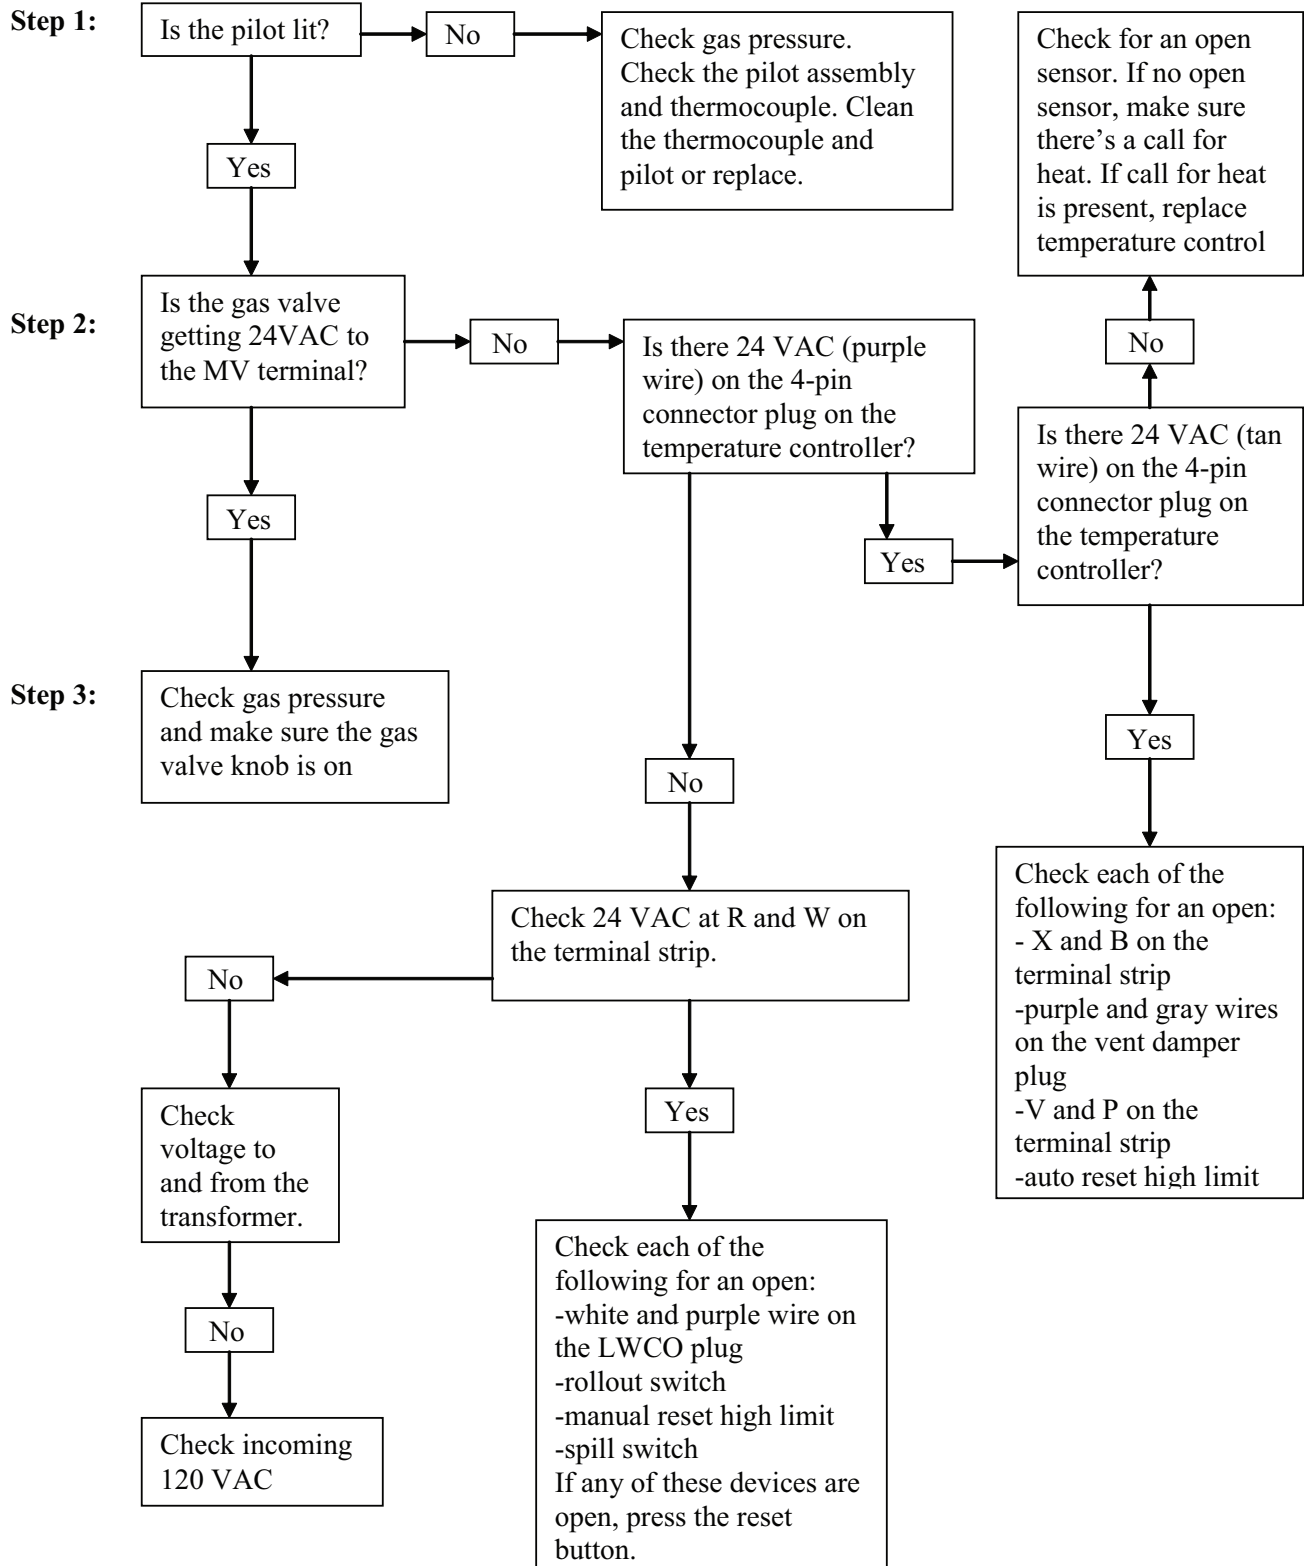 Step 1:
Is the pilot lit?
No
Check gas pressure.
Check the pilot assembly
and thermocouple. Clean
the thermocouple and
pilot or replace.
Check for an open
sensor. If no open
sensor, make sure
there’s a call for
heat. If call for heat
is present, replace
temperature control
Yes
Step 2:
Is the gas valve
getting 24VAC to
the MV terminal?
No
Is there 24 VAC (purple
wire) on the 4-pin
connector plug on the
temperature controller?
No
Is there 24 VAC (tan
wire) on the 4-pin
connector plug on
the temperature
controller?
Yes
Yes
Step 3:
Check gas pressure
and make sure the gas
valve knob is on
Yes
No
Check each of the
following for an open:
- X and B on the
terminal strip
-purple and gray wires
on the vent damper
plug
-V and P on the
terminal strip
-auto reset high limit
Check 24 VAC at R and W on
the terminal strip.
No
Yes
Check
voltage to
and from the
transformer.
No
Check incoming
120 VAC
Check each of the
following for an open:
-white and purple wire on
the LWCO plug
-rollout switch
-manual reset high limit
-spill switch
If any of these devices are
open, press the reset
button.